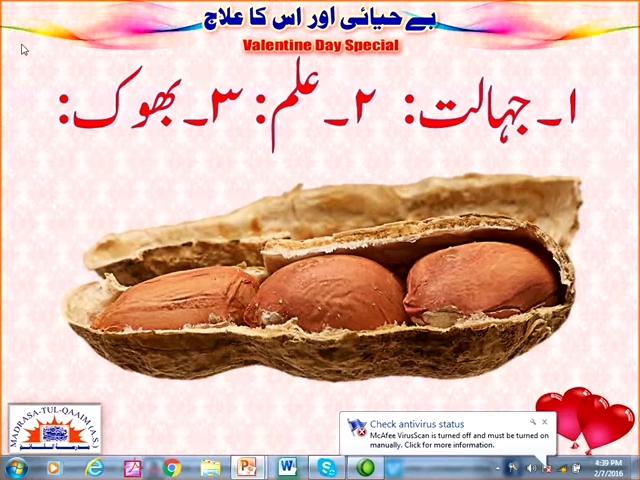 بے حیائی اور اس کا علاج
Valentine Day Special
۱۔جہالت: ۲۔علم: ۳۔بھوک:
MADRASA-TUL-QAAIM (A.S.)
Check antivirus status
McAfee VirusScan is turned off and must be turned on
manually. Click for more information.
4:39 PM
2/7/2016